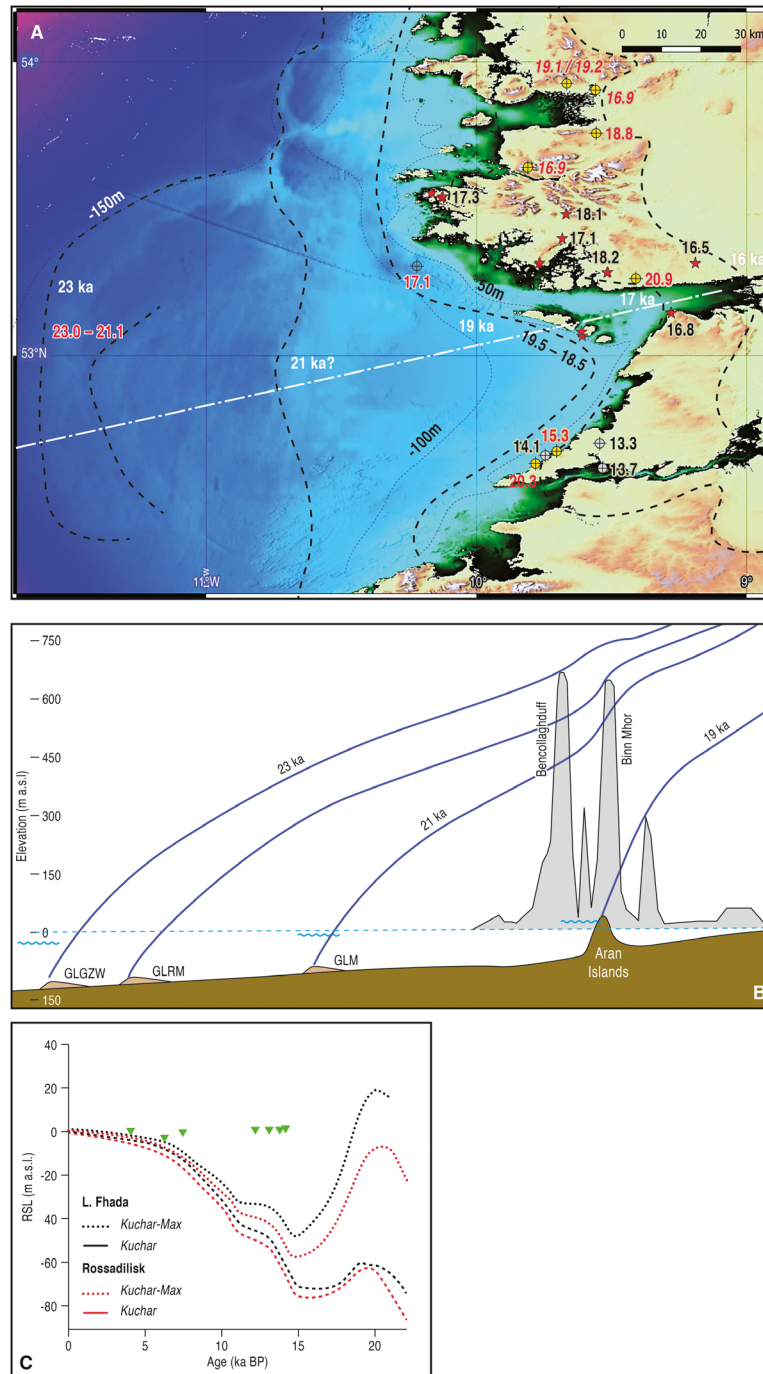 A
0 10 20 30 km
54°
19.1 / 19.2
16.9
18.8
16.9
17.3
-150m
18.1
17.1
16.5
18.2
16 ka
23 ka
17.1
50m
20.9
17 ka
23.0 – 21.1
19 ka
16.8
53°N
21 ka?
19.5 – 18.5
-100m
15.3
14.1
13.3
20.3
13.7
11°W
10°
9°
750
600
450
300
150
0
150
Elevation (m a.s.l)
23 ka
21 ka
19 ka
Bencollaghduff
Binn Mhor
GLGZW
GLRM
GLM
Aran
Islands
B
40
20
0
-20
-40
-60
-80
RSL (m a.s.l.)
L. Fhada
Kuchar-Max
Kuchar
Rossadilisk
Kuchar-Max
Kuchar
0 5 10 15 20
Age (ka BP)
C